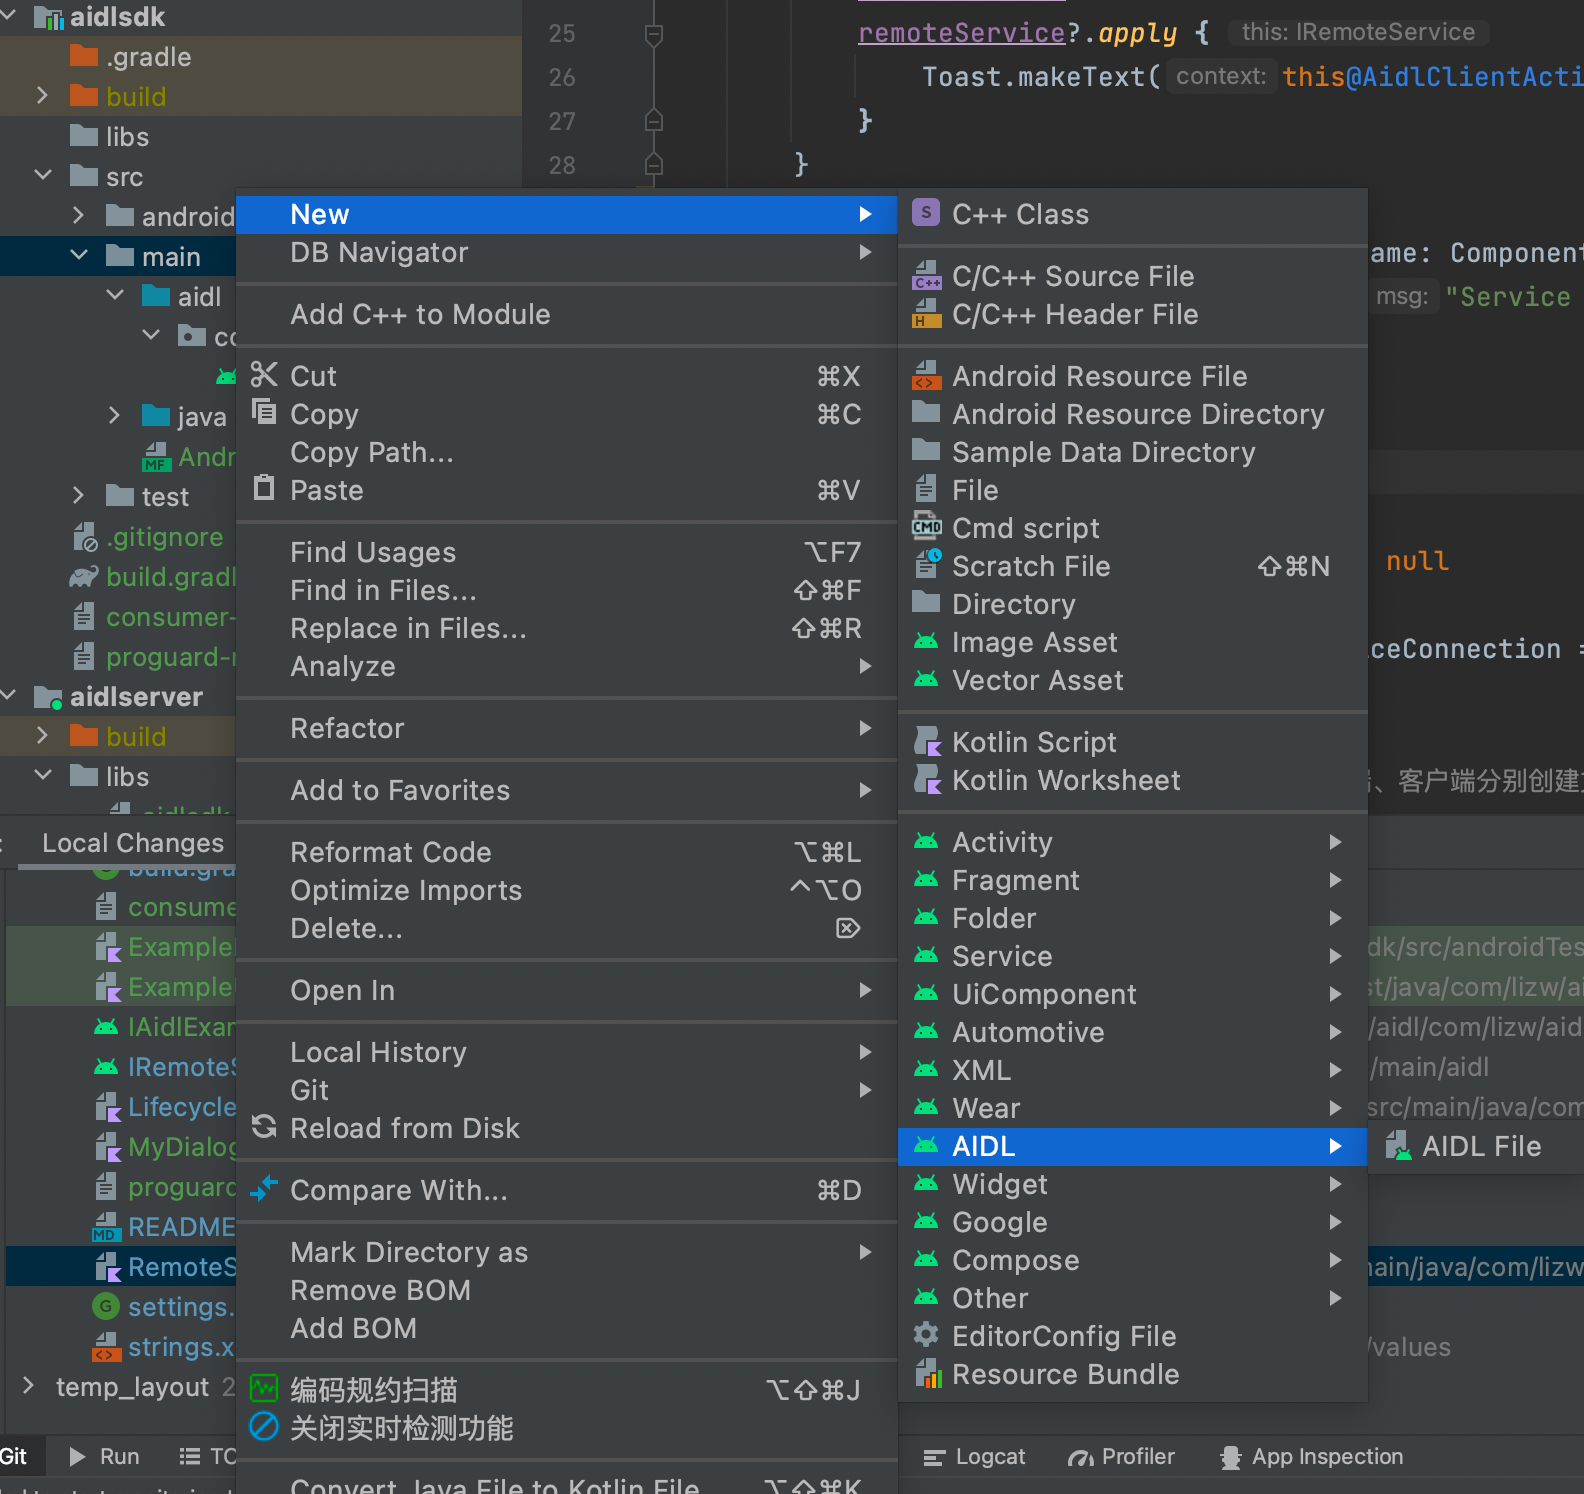 aidlsdk
.gradle
build
libs
src
android
main
aidl
java
Andr
test
.gitignore
build.gradl
consumer-
proguard-r
aidlserver
build
libs
aidlsdk
25
26
27
28
remoteService?.apply { this: IRemoteService
Toast.makeText( context: this@AidlClientActi
}
}
ame: Component
msg: "Service
null
ceConnection =
、客户端分别创建
New
DB Navigator
Add C++ to Module
Cut ⌘X
Copy ⌘C
Copy Path...
Paste ⌘V
Find Usages ⌥F7
Find in Files... ⇧⌘F
Replace in Files... ⇧⌘R
Analyze
Refactor
Add to Favorites
Reformat Code ⌥⌘L
Optimize Imports ^⌥O
Delete... ⌦
Open In
Local History
Git
Reload from Disk
Compare With... ⌘D
Mark Directory as
Remove BOM
Add BOM
编码规约扫描 ⌥⇧⌘J
关闭实时检测功能
Convert Java File to Kotlin File ⌥⇧⌘K
C++ Class
C/C++ Source File
C/C++ Header File
Android Resource File
Android Resource Directory
Sample Data Directory
File
Cmd script
Scratch File ⇧⌘N
Directory
Image Asset
Vector Asset
Kotlin Script
Kotlin Worksheet
Activity
Fragment
Folder
Service
UiComponent
Automotive
XML
Wear
AIDL
Widget
Google
Compose
Other
EditorConfig File
Resource Bundle
AIDL File
Local Changes
build.gra
consume
Example
Example
IAidlExar
IRemoteS
Lifecycle
MyDialog
proguard
README
RemoteS
settings.
strings.x
temp_layout 2
dk/src/androidTes
st/java/com/lizw/ai
/aidl/com/lizw/aid
/main/aidl
src/main/java/com
ain/java/com/lizw
/values
Git
Run
TO
Logcat
Profiler
App Inspection